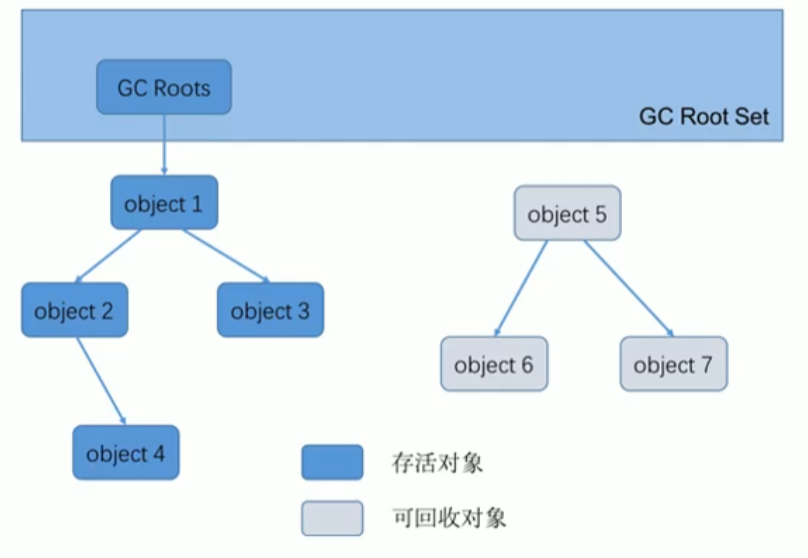 GC Roots
GC Root Set
object 1
object 5
object 2
object 3
object 6
object 7
object 4
存活对象
可回收对象